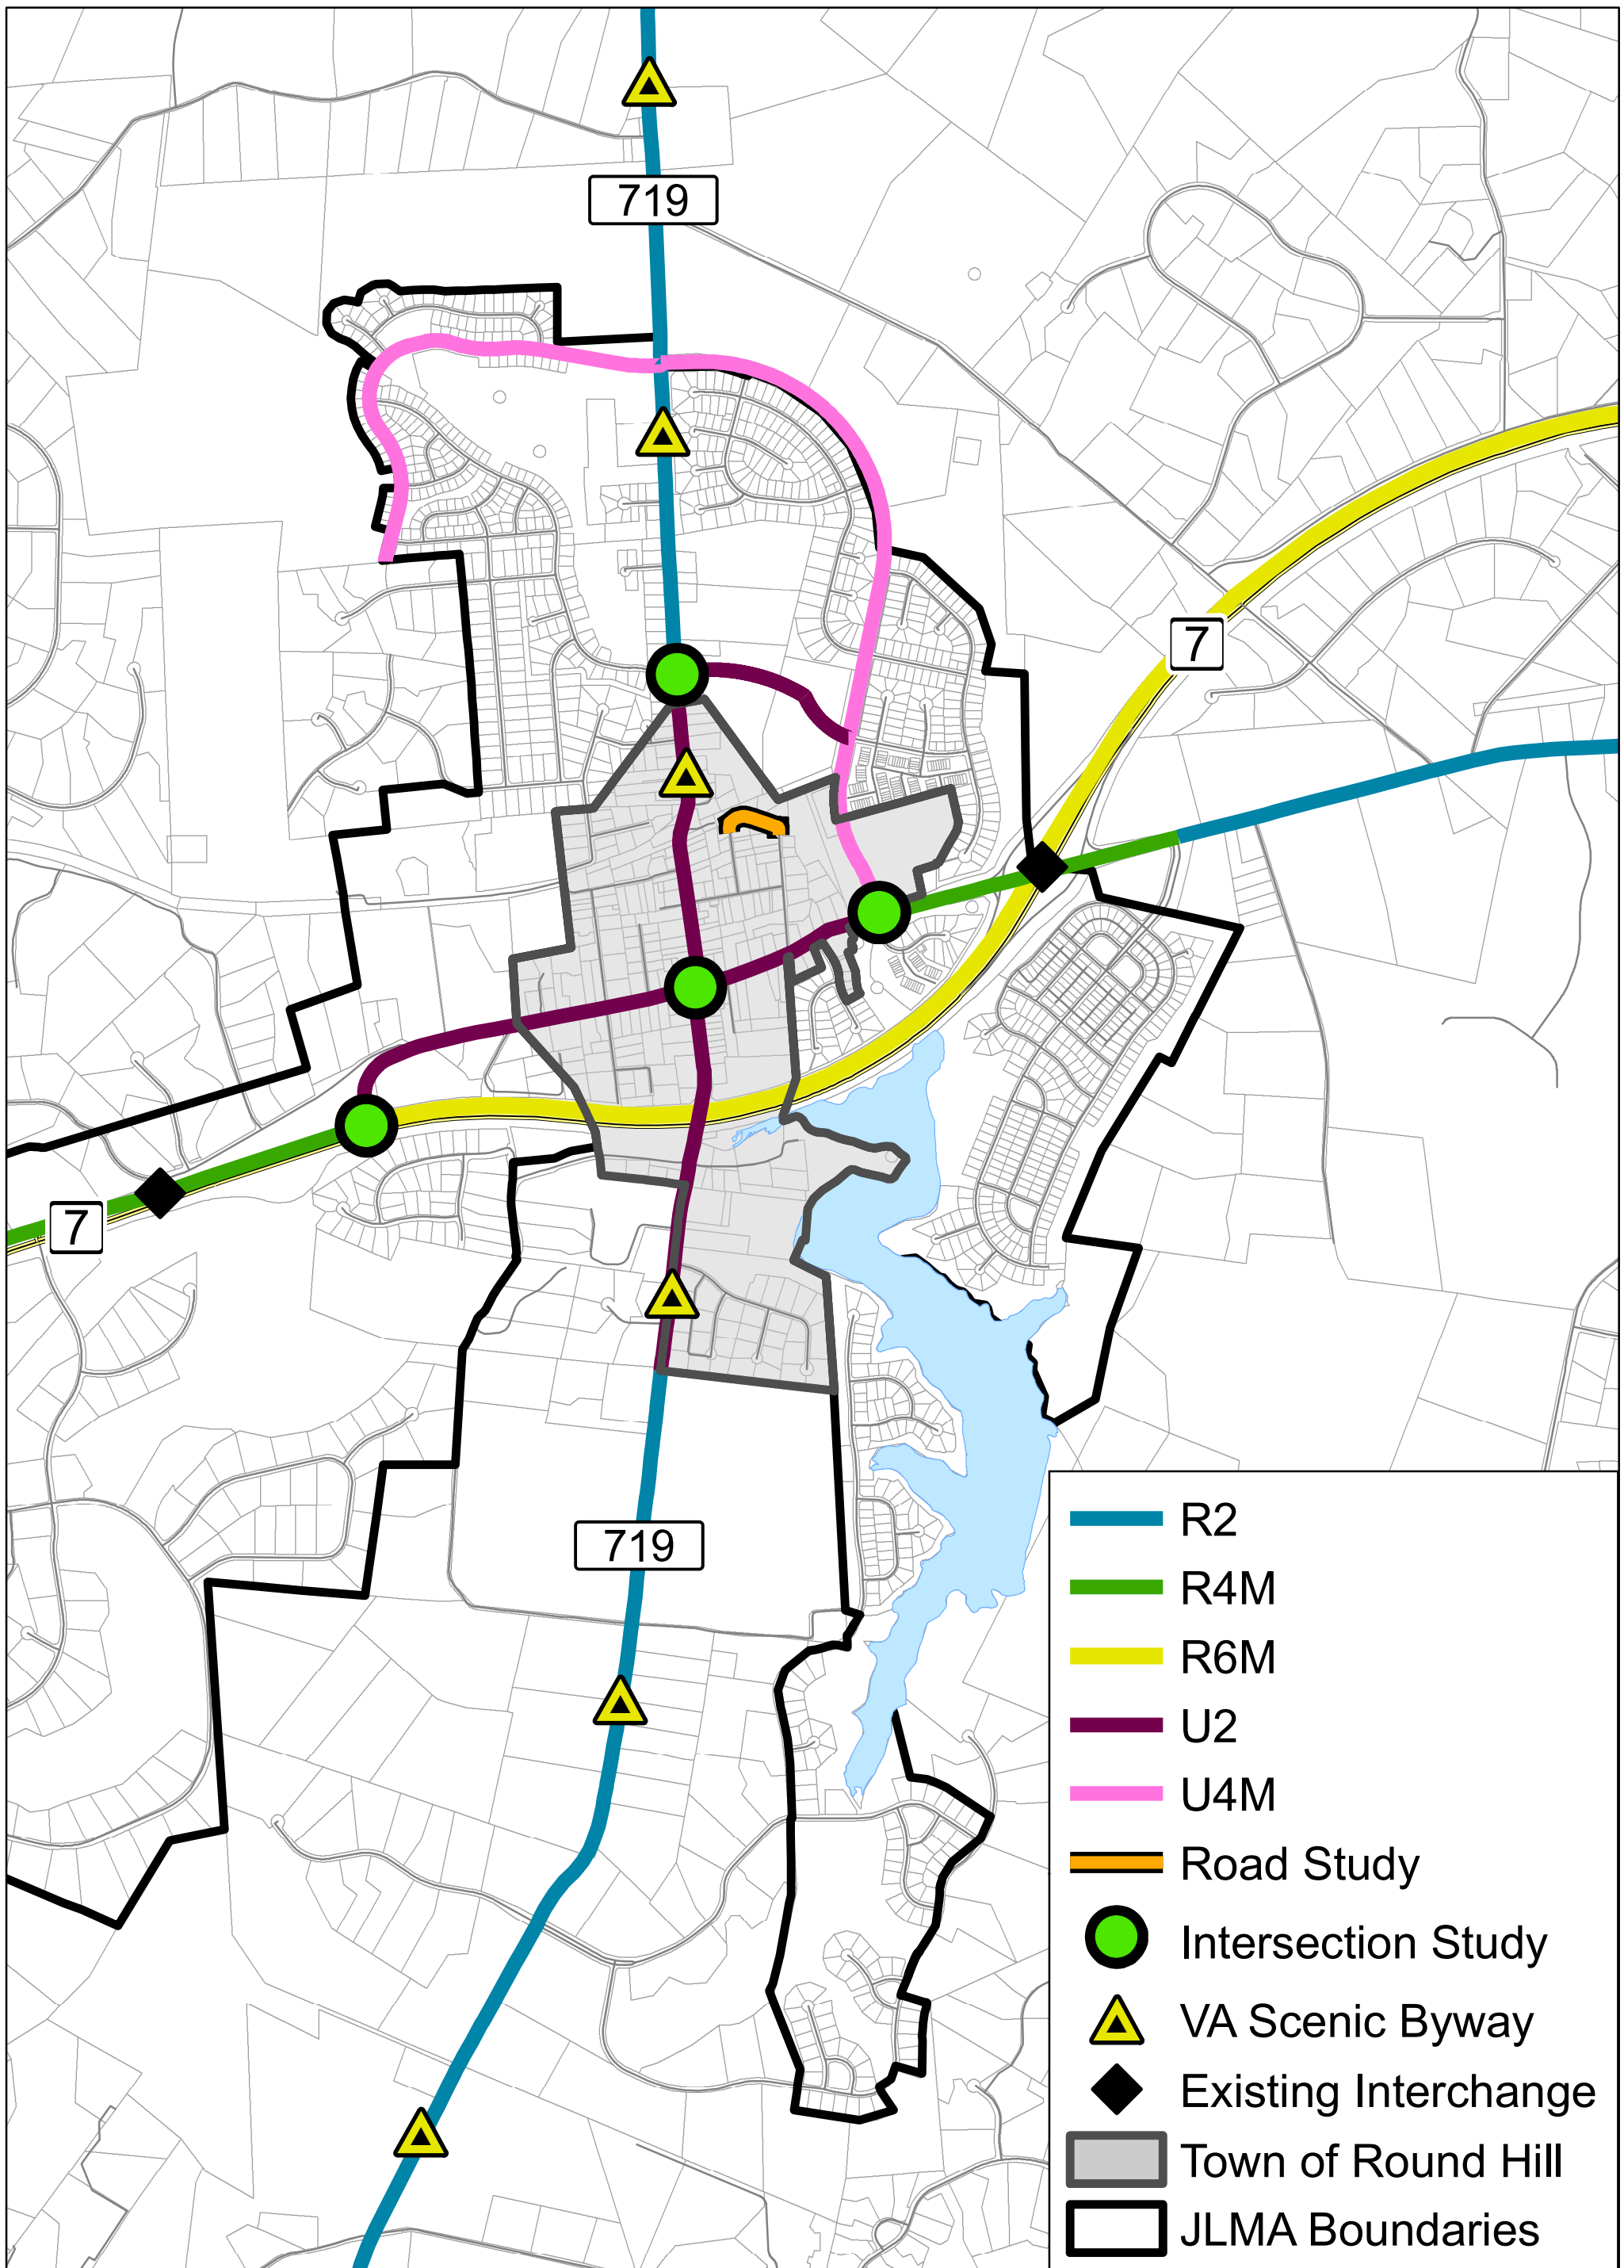 719
7
7
719
R2
R4M
R6M
U2
U4M
Road Study
Intersection Study
VA Scenic Byway
Existing Interchange
Town of Round Hill
JLMA Boundaries